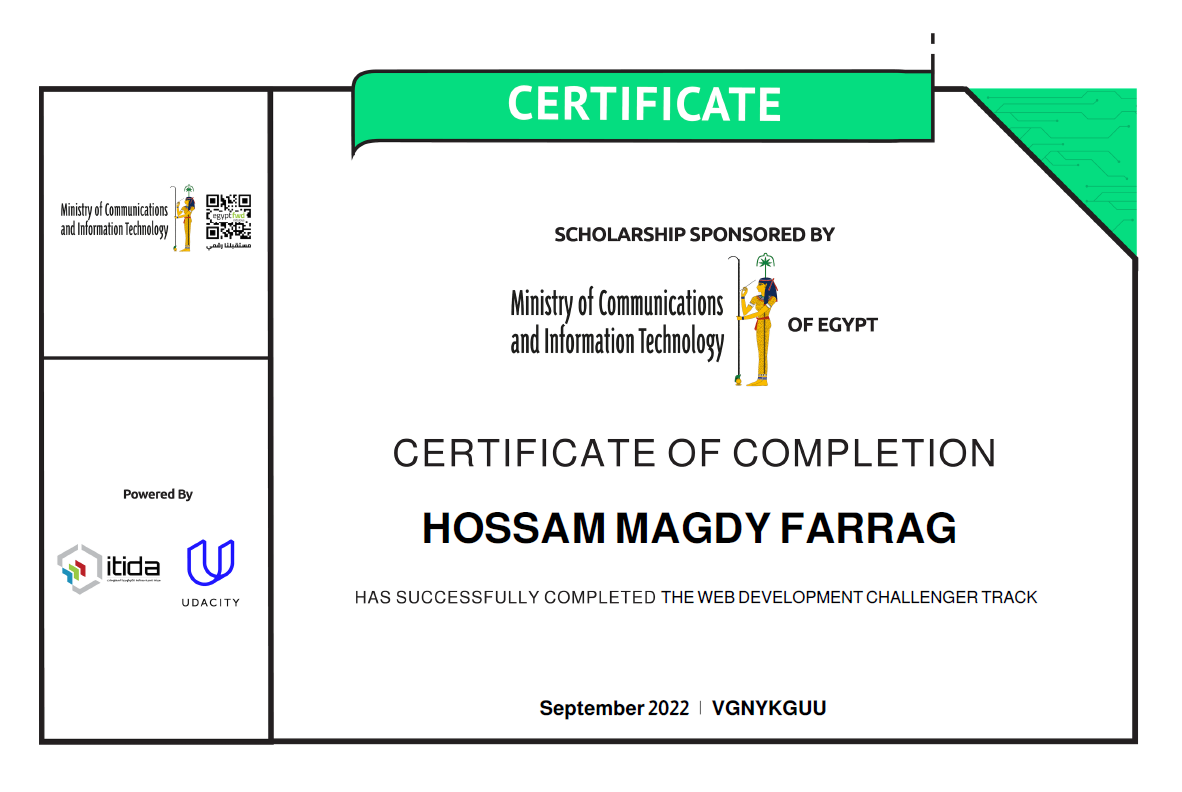 CERTIFICATE
Ministry of Communications
and Information Technology
egyptfwd
مستقبلنا رقمي
SCHOLARSHIP SPONSORED BY
Ministry of Communications
and Information Technology
OF EGYPT
CERTIFICATE OF COMPLETION
HOSSAM MAGDY FARRAG
HAS SUCCESSFULLY COMPLETED THE WEB DEVELOPMENT CHALLENGER TRACK
September 2022 | VGNYKGUU
Powered By
itida
UDACITY